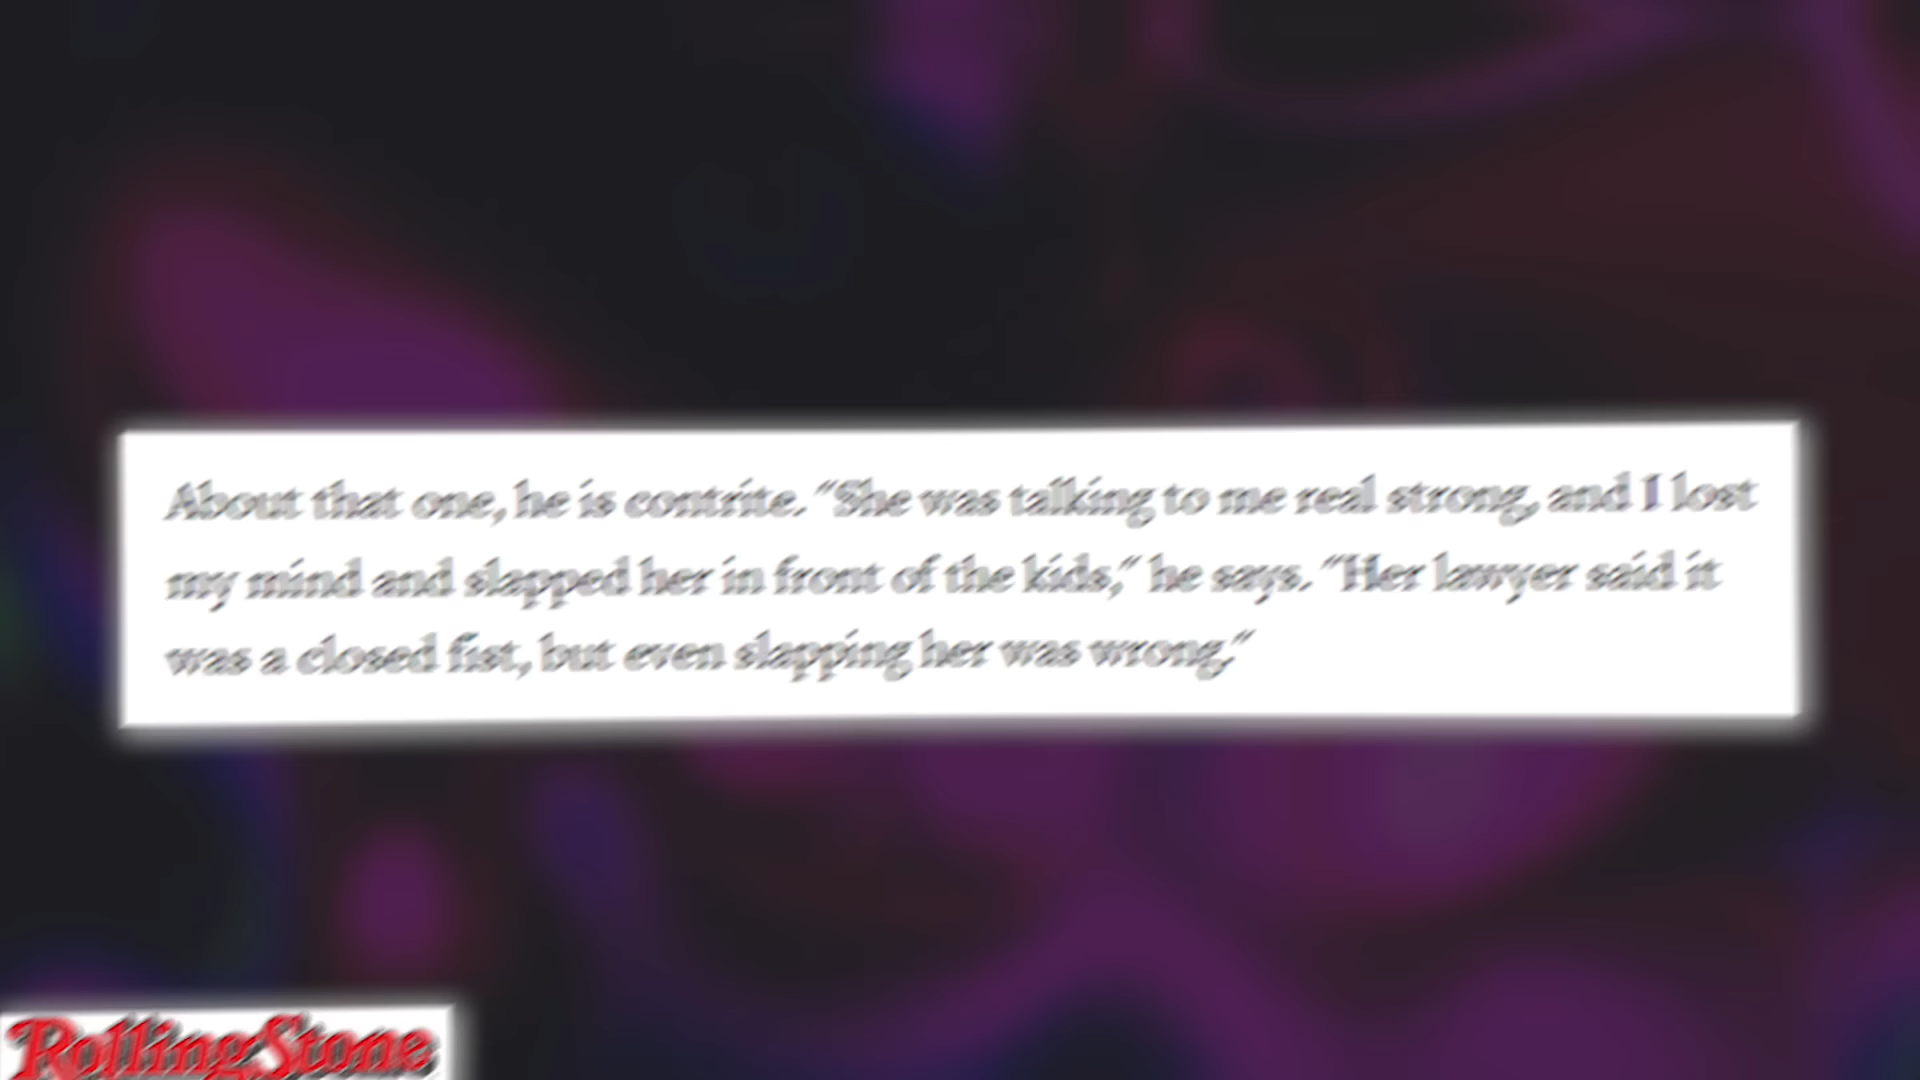 About that one, he is contrite. "She was talking to me real strong, and I lost
my mind and slapped her in front of the kids," he says. "Her lawyer said it
was a closed fist, but even slapping her was wrong."
RollingStone